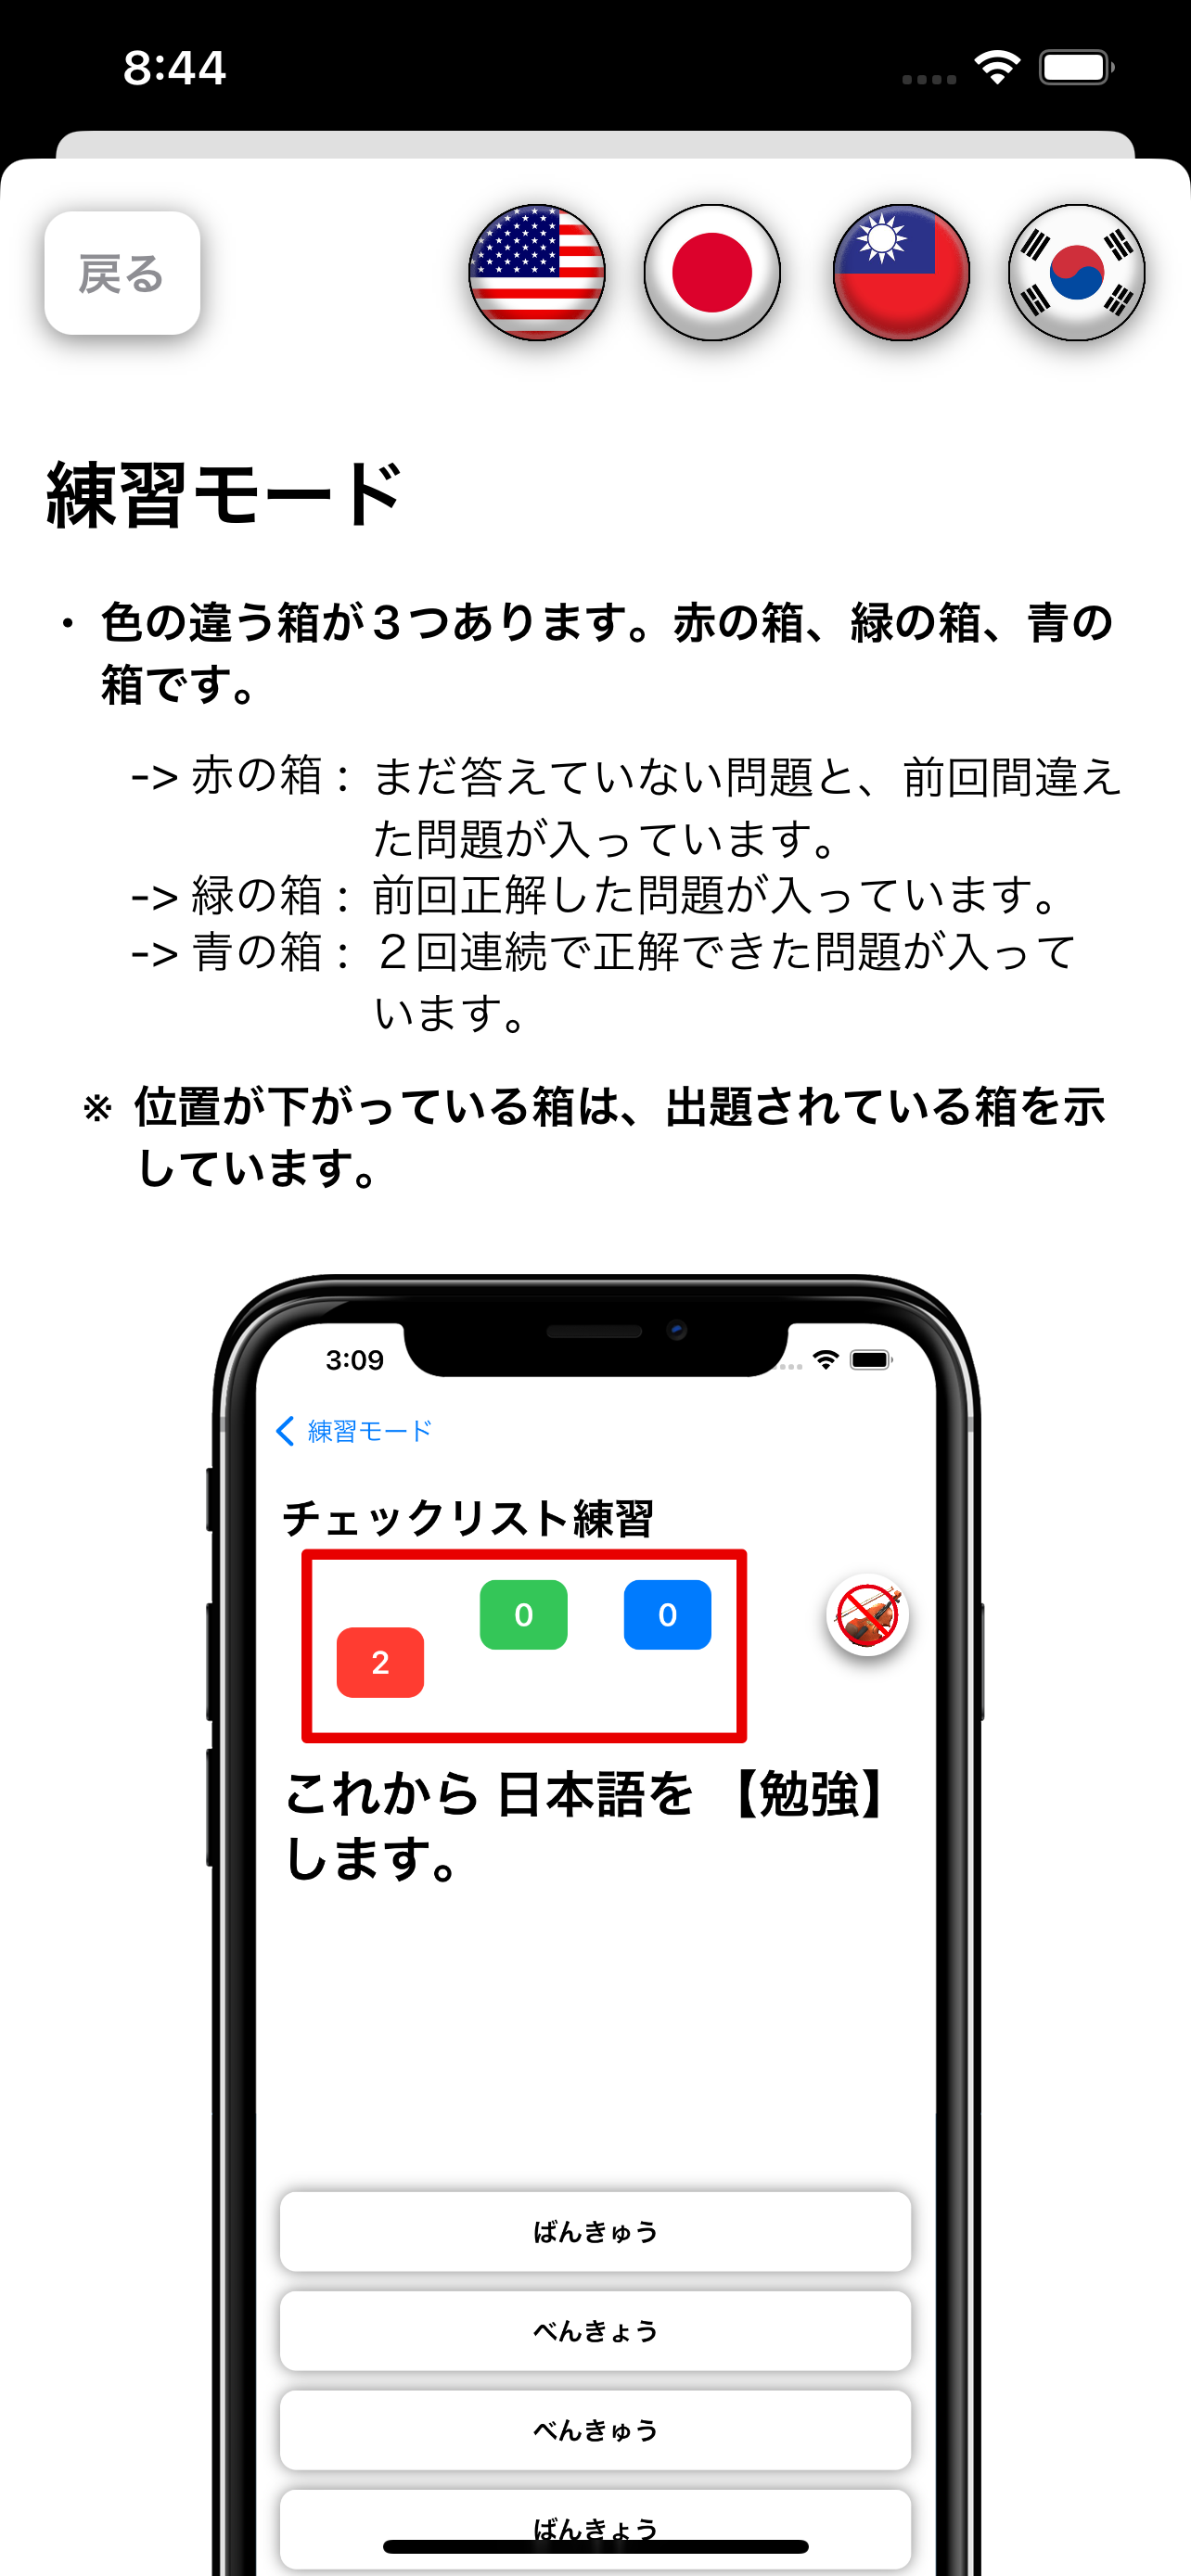 8:44
戻る
練習モード
・ 色の違う箱が３つあります。赤の箱、緑の箱、青の
箱です。
-> 赤の箱 : まだ答えていない問題と、前回間違え
た問題が入っています。
-> 緑の箱 : 前回正解した問題が入っています。
-> 青の箱 : ２回連続で正解できた問題が入って
います。
※ 位置が下がっている箱は、出題されている箱を示
しています。
3:09
練習モード
チェックリスト練習
2 0 0
これから 日本語を 【勉強】
します。
ばんきゅう
べんきょう
べんきゅう
ばんきょう